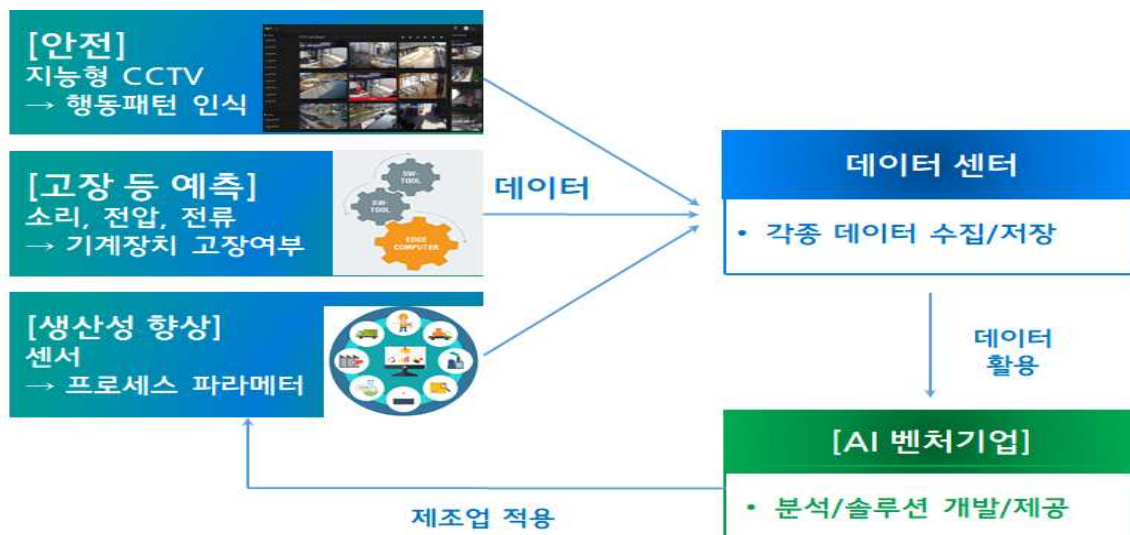 [안전]
지능형 CCTV
→ 행동패턴 인식
[고장 등 예측]
소리, 전압, 전류
→ 기계장치 고장여부
SW-
TOOL
SW-
TOOL
EDGE
COMPUTER
[생산성 향상]
센서
→ 프로세스 파라메터
데이터
데이터 센터
• 각종 데이터 수집/저장
데이터
활용
[AI 벤처기업]
• 분석/솔루션 개발/제공
제조업 적용